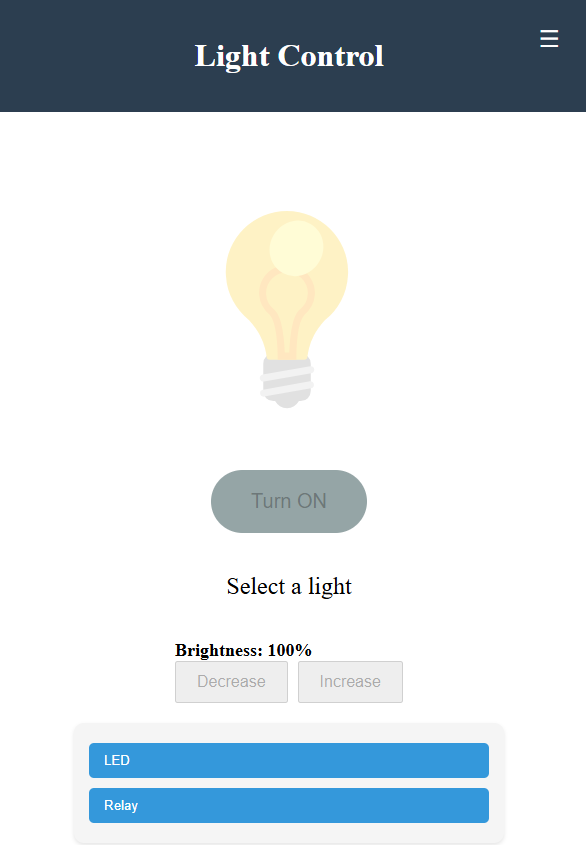 Light Control
☰
Turn ON
Select a light
Brightness: 100%
Decrease Increase
LED
Relay